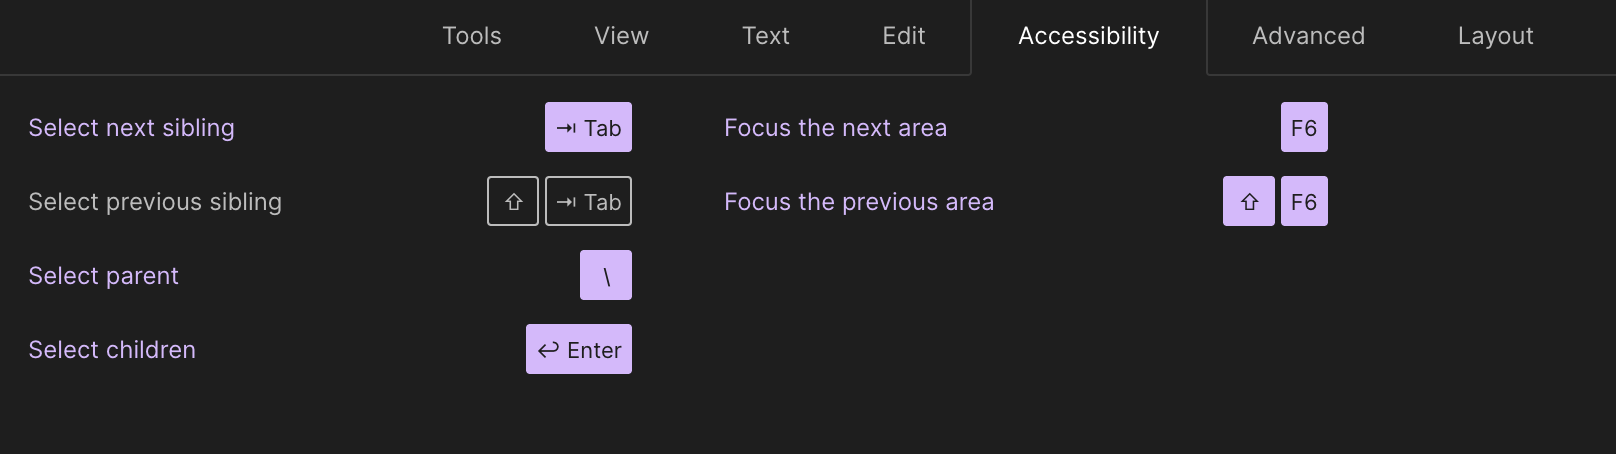 Tools View Text Edit Accessibility Advanced Layout
Select next sibling ⇥ Tab
Select previous sibling ⇧ ⇥ Tab
Select parent \
Select children ↩ Enter
Focus the next area F6
Focus the previous area ⇧ F6